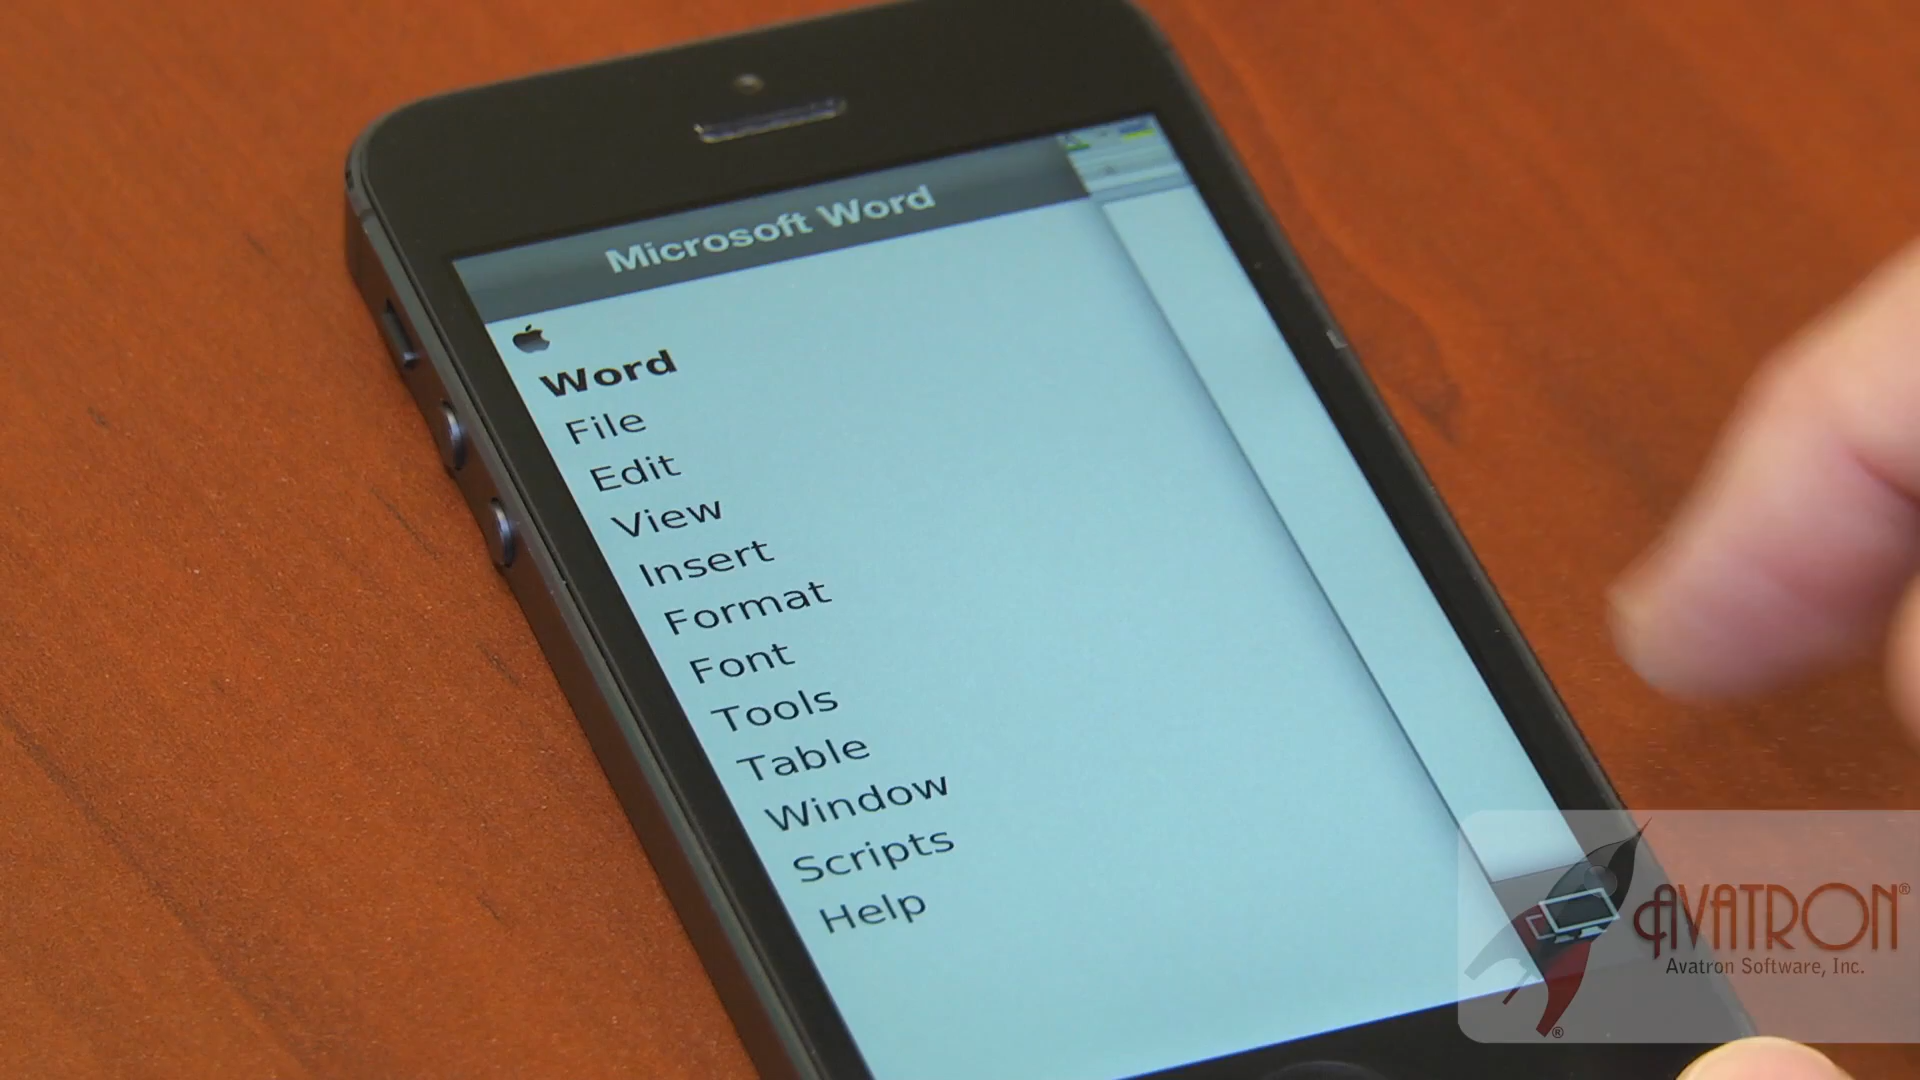 Microsoft Word
Word
File
Edit
View
Insert
Format
Font
Tools
Table
Window
Scripts
Help
AVATRON®
Avatron Software, Inc.
®